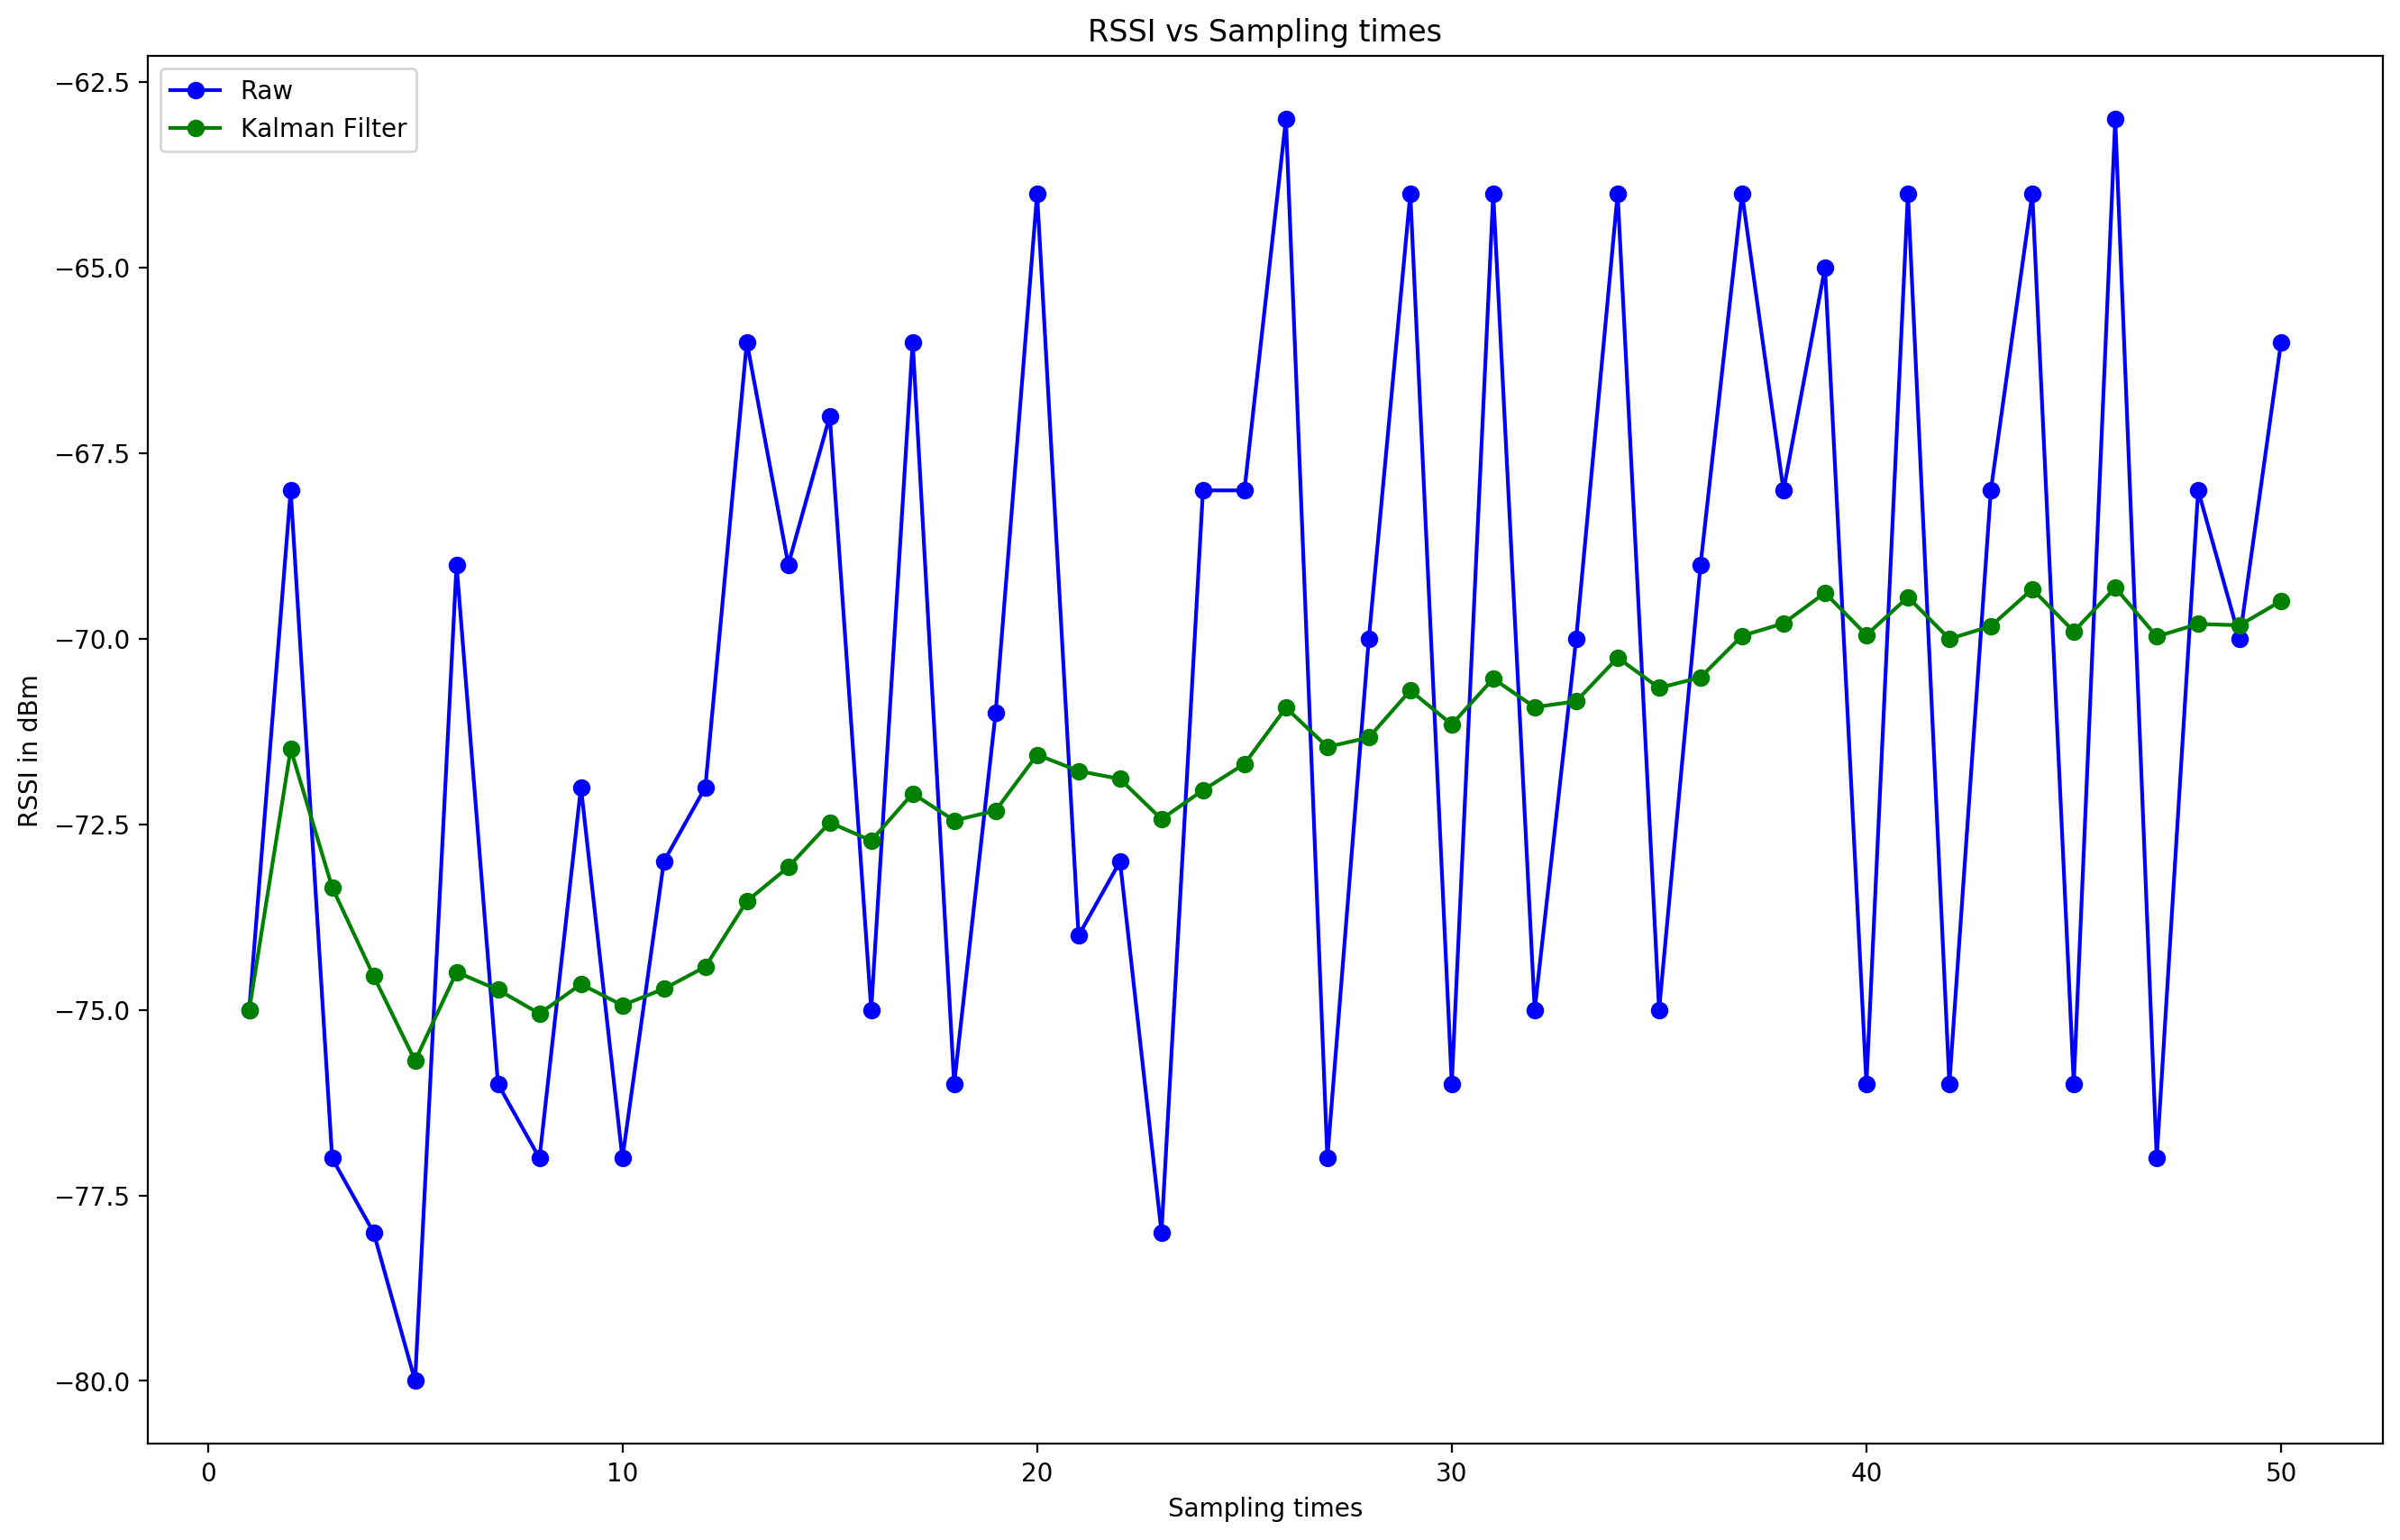 RSSI vs Sampling times
Raw
Kalman Filter
RSSI in dBm
−62.5
−65.0
−67.5
−70.0
−72.5
−75.0
−77.5
−80.0
0 10 20 30 40 50
Sampling times